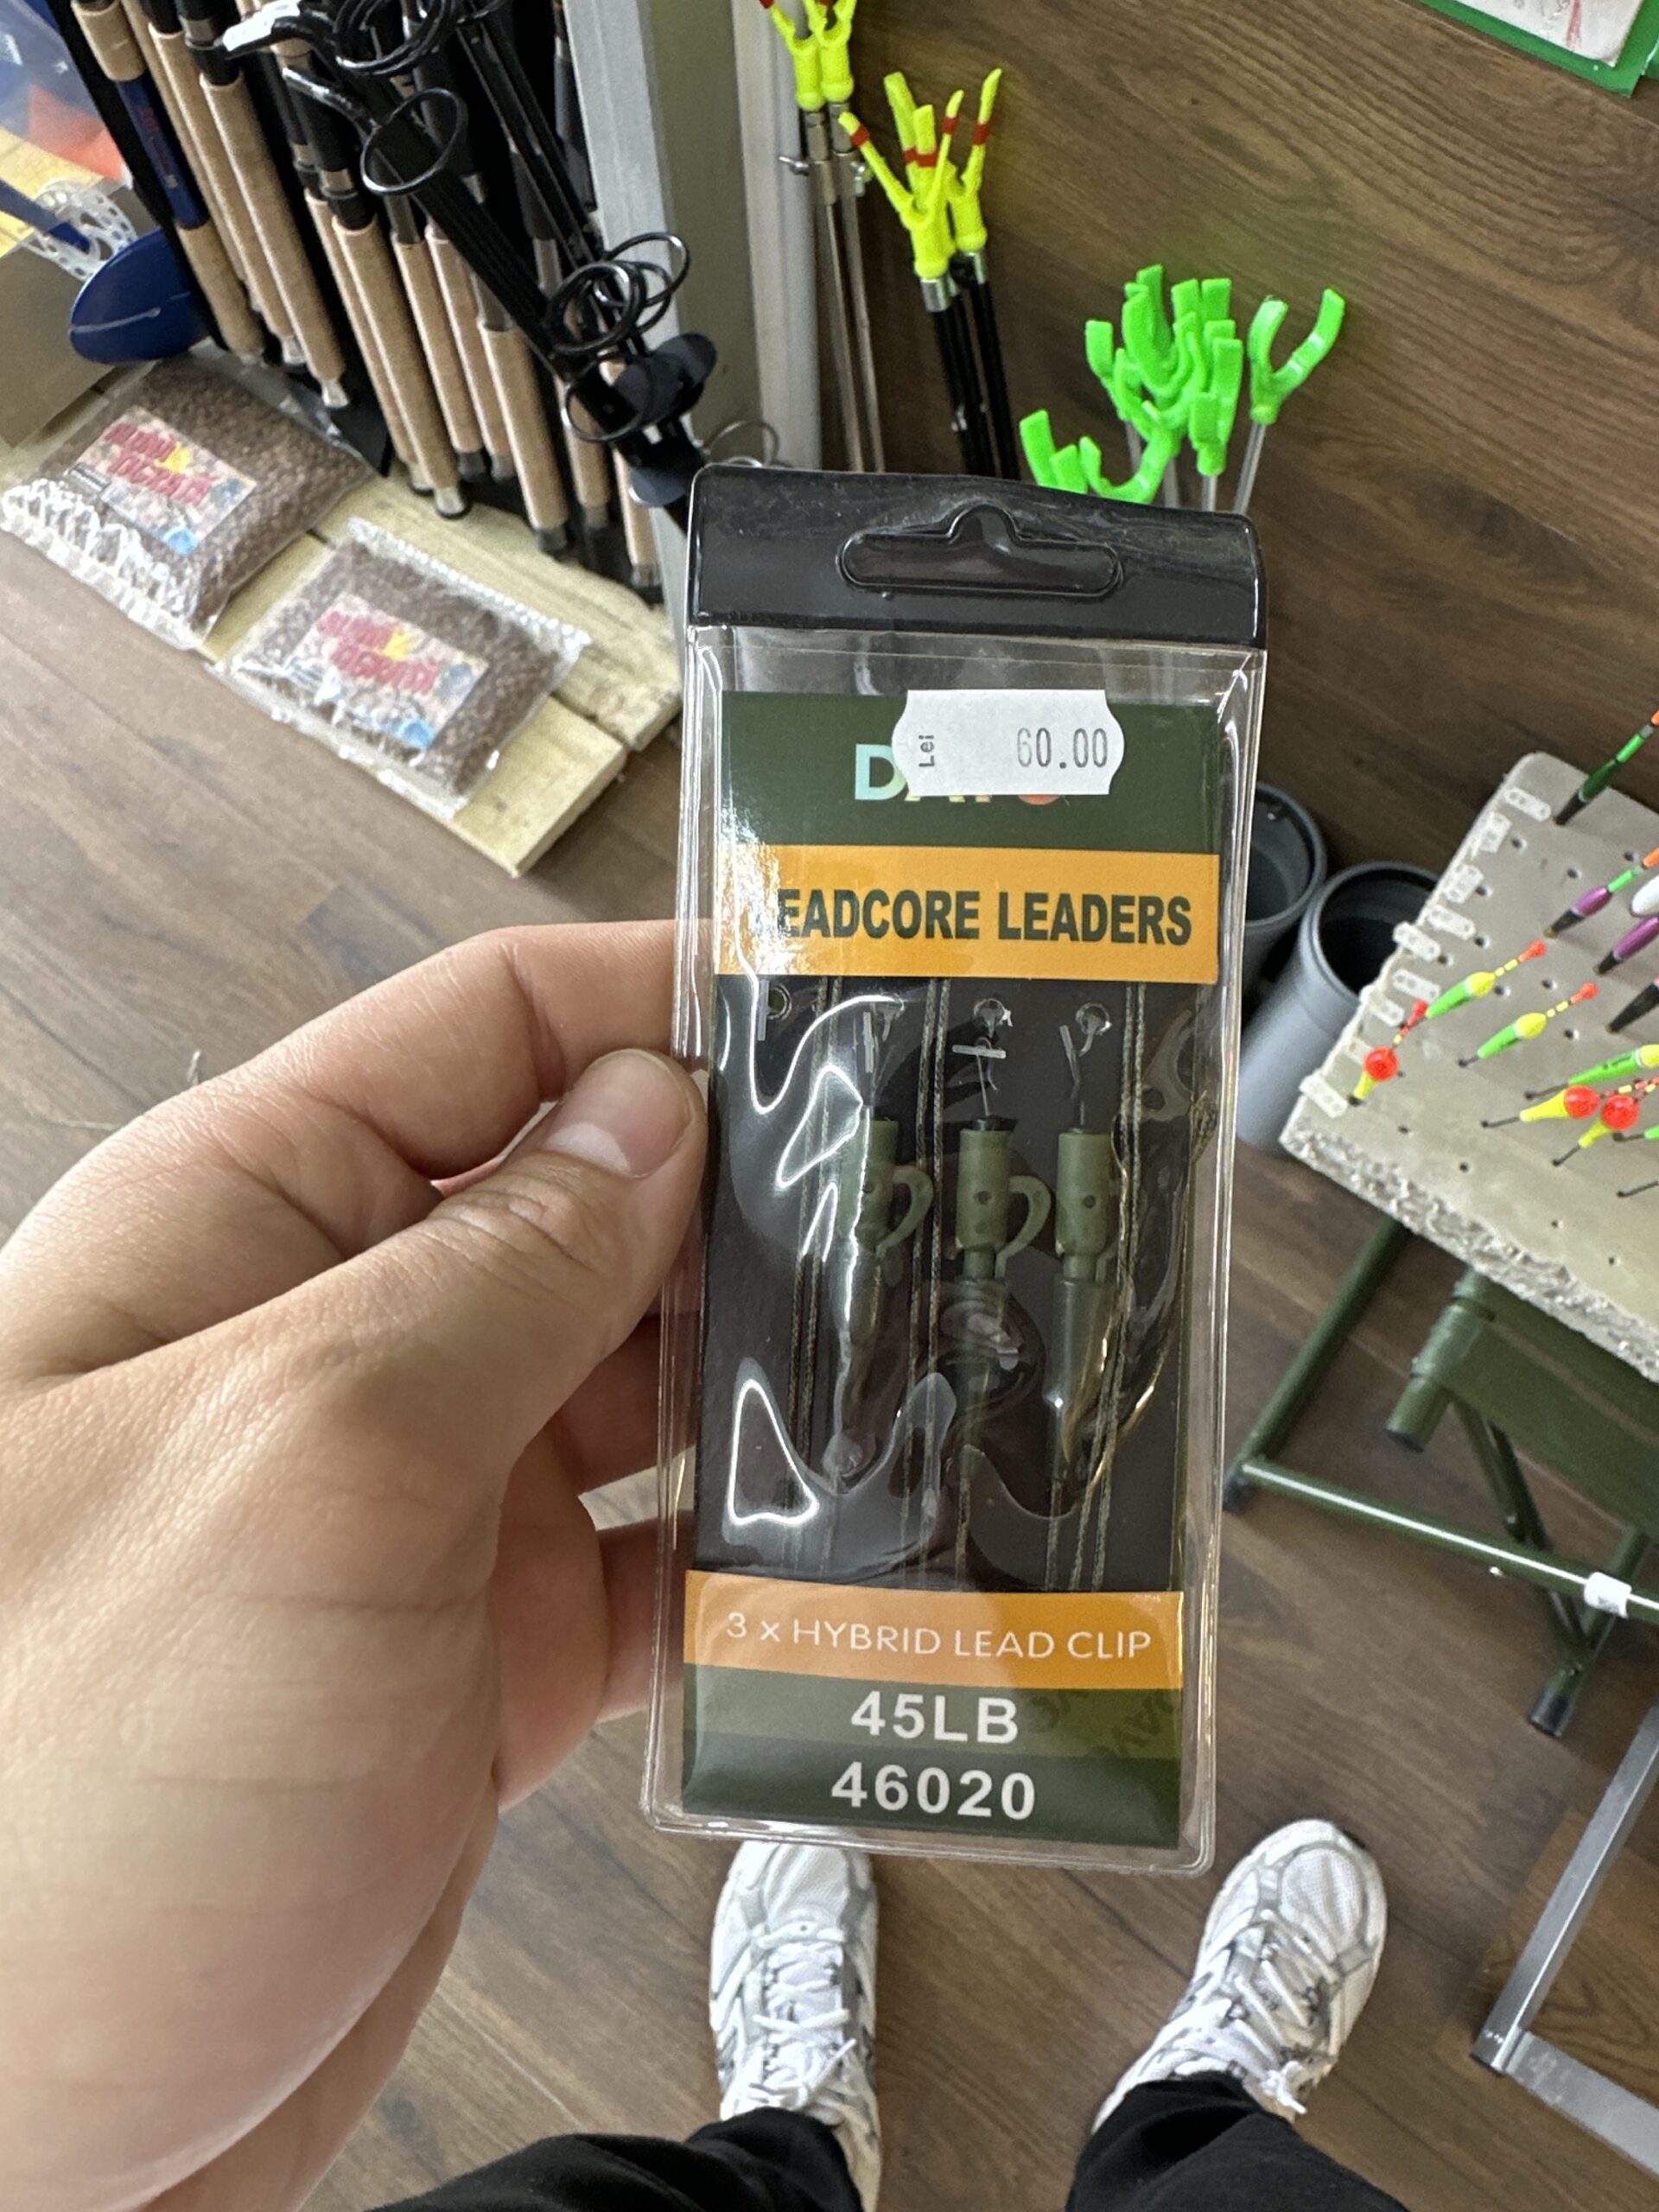 Lei 60.00
EADCORE LEADERS
3 x HYBRID LEAD CLIP
45LB
46020